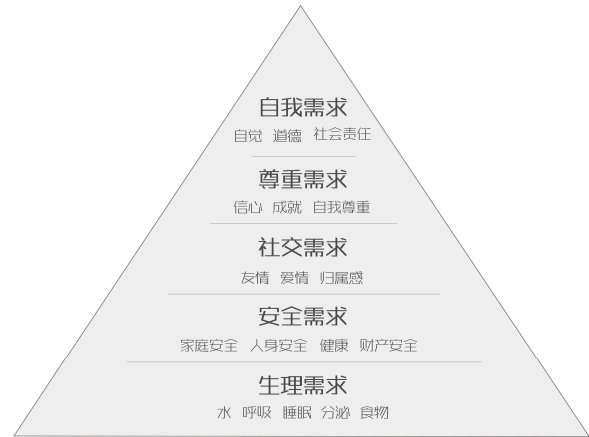 自我需求
自觉 道德 社会责任
尊重需求
信心 成就 自我尊重
社交需求
友情 爱情 归属感
安全需求
家庭安全 人身安全 健康 财产安全
生理需求
水 呼吸 睡眠 分泌 食物